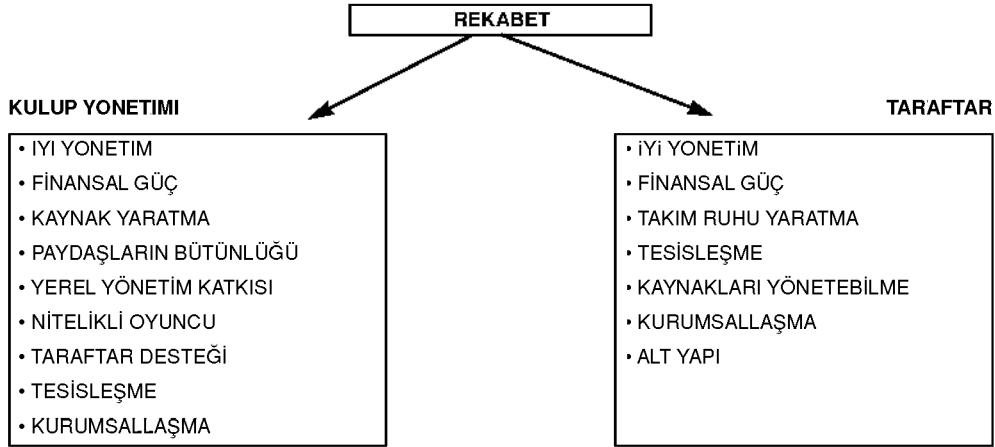 REKABET
KULUP YONETIMI
• IYI YONETIM
• FİNANSAL GÜÇ
• KAYNAK YARATMA
• PAYDAŞLARIN BÜTÜNLÜĞÜ
• YEREL YÖNETİM KATKISI
• NİTELİKLİ OYUNCU
• TARAFTAR DESTEĞİ
• TESİSLEŞME
• KURUMSALLAŞMA
TARAFTAR
• iYi YONETiM
• FİNANSAL GÜÇ
• TAKIM RUHU YARATMA
• TESİSLEŞME
• KAYNAKLARI YÖNETEBİLME
• KURUMSALLAŞMA
• ALT YAPI